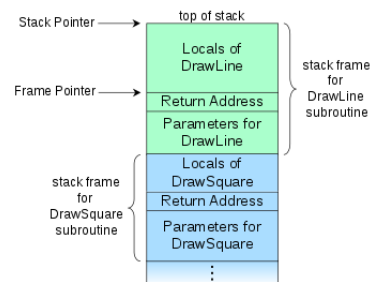 Stack Pointer
top of stack
Locals of
DrawLine
stack frame
for
DrawLine
subroutine
Frame Pointer
Return Address
Parameters for
DrawLine
stack frame
for
DrawSquare
subroutine
Locals of
DrawSquare
Return Address
Parameters for
DrawSquare
⋮